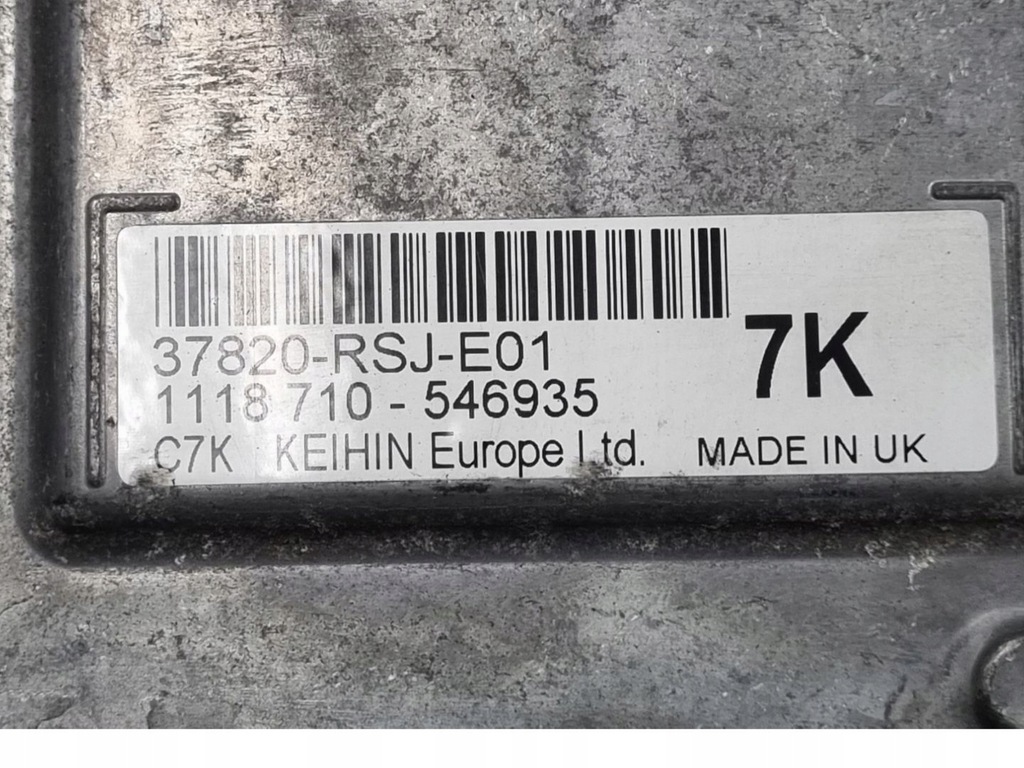 37820-RSJ-E01
7K
1118 710 - 546935
C7K KEIHIN Europe Ltd. MADE IN UK